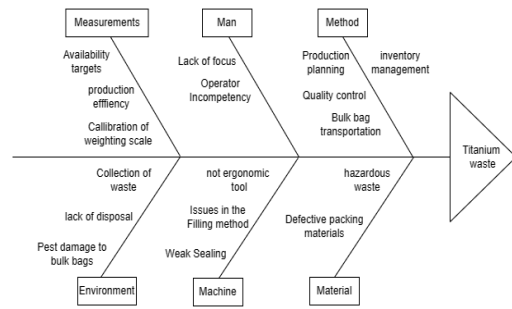 Measurements
Man
Method
Availability
targets
production
efffiency
Callibration of
weighting scale
Lack of focus
Operator
Incompetency
Production
planning
inventory
management
Quality control
Bulk bag
transportation
Titanium
waste
Collection of
waste
lack of disposal
Pest damage to
bulk bags
not ergonomic
tool
Issues in the
Filling method
Weak Sealing
hazardous
waste
Defective packing
materials
Environment
Machine
Material